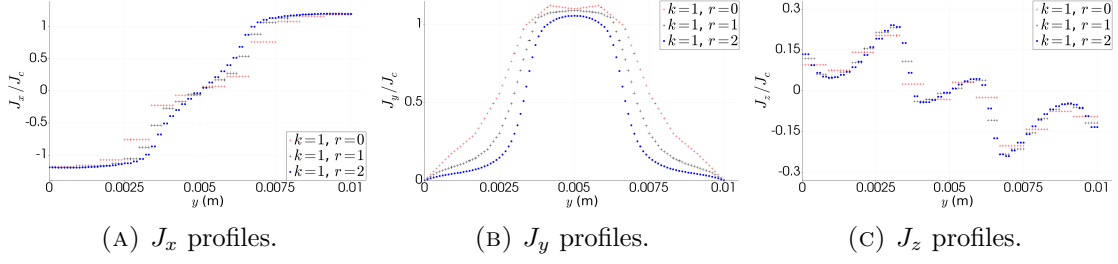 1
0.5
0
-0.5
-1
J_x/J_c
k=1, r=0
k=1, r=1
k=1, r=2
0 0.0025 0.005 0.0075 0.01
y (m)
(A) J_x profiles.
1
0.5
0
J_y/J_c
k=1, r=0
k=1, r=1
k=1, r=2
0 0.0025 0.005 0.0075 0.01
y (m)
(B) J_y profiles.
0.3
0.15
0
-0.15
-0.3
J_z/J_c
k=1, r=0
k=1, r=1
k=1, r=2
0 0.0025 0.005 0.0075 0.01
y (m)
(C) J_z profiles.